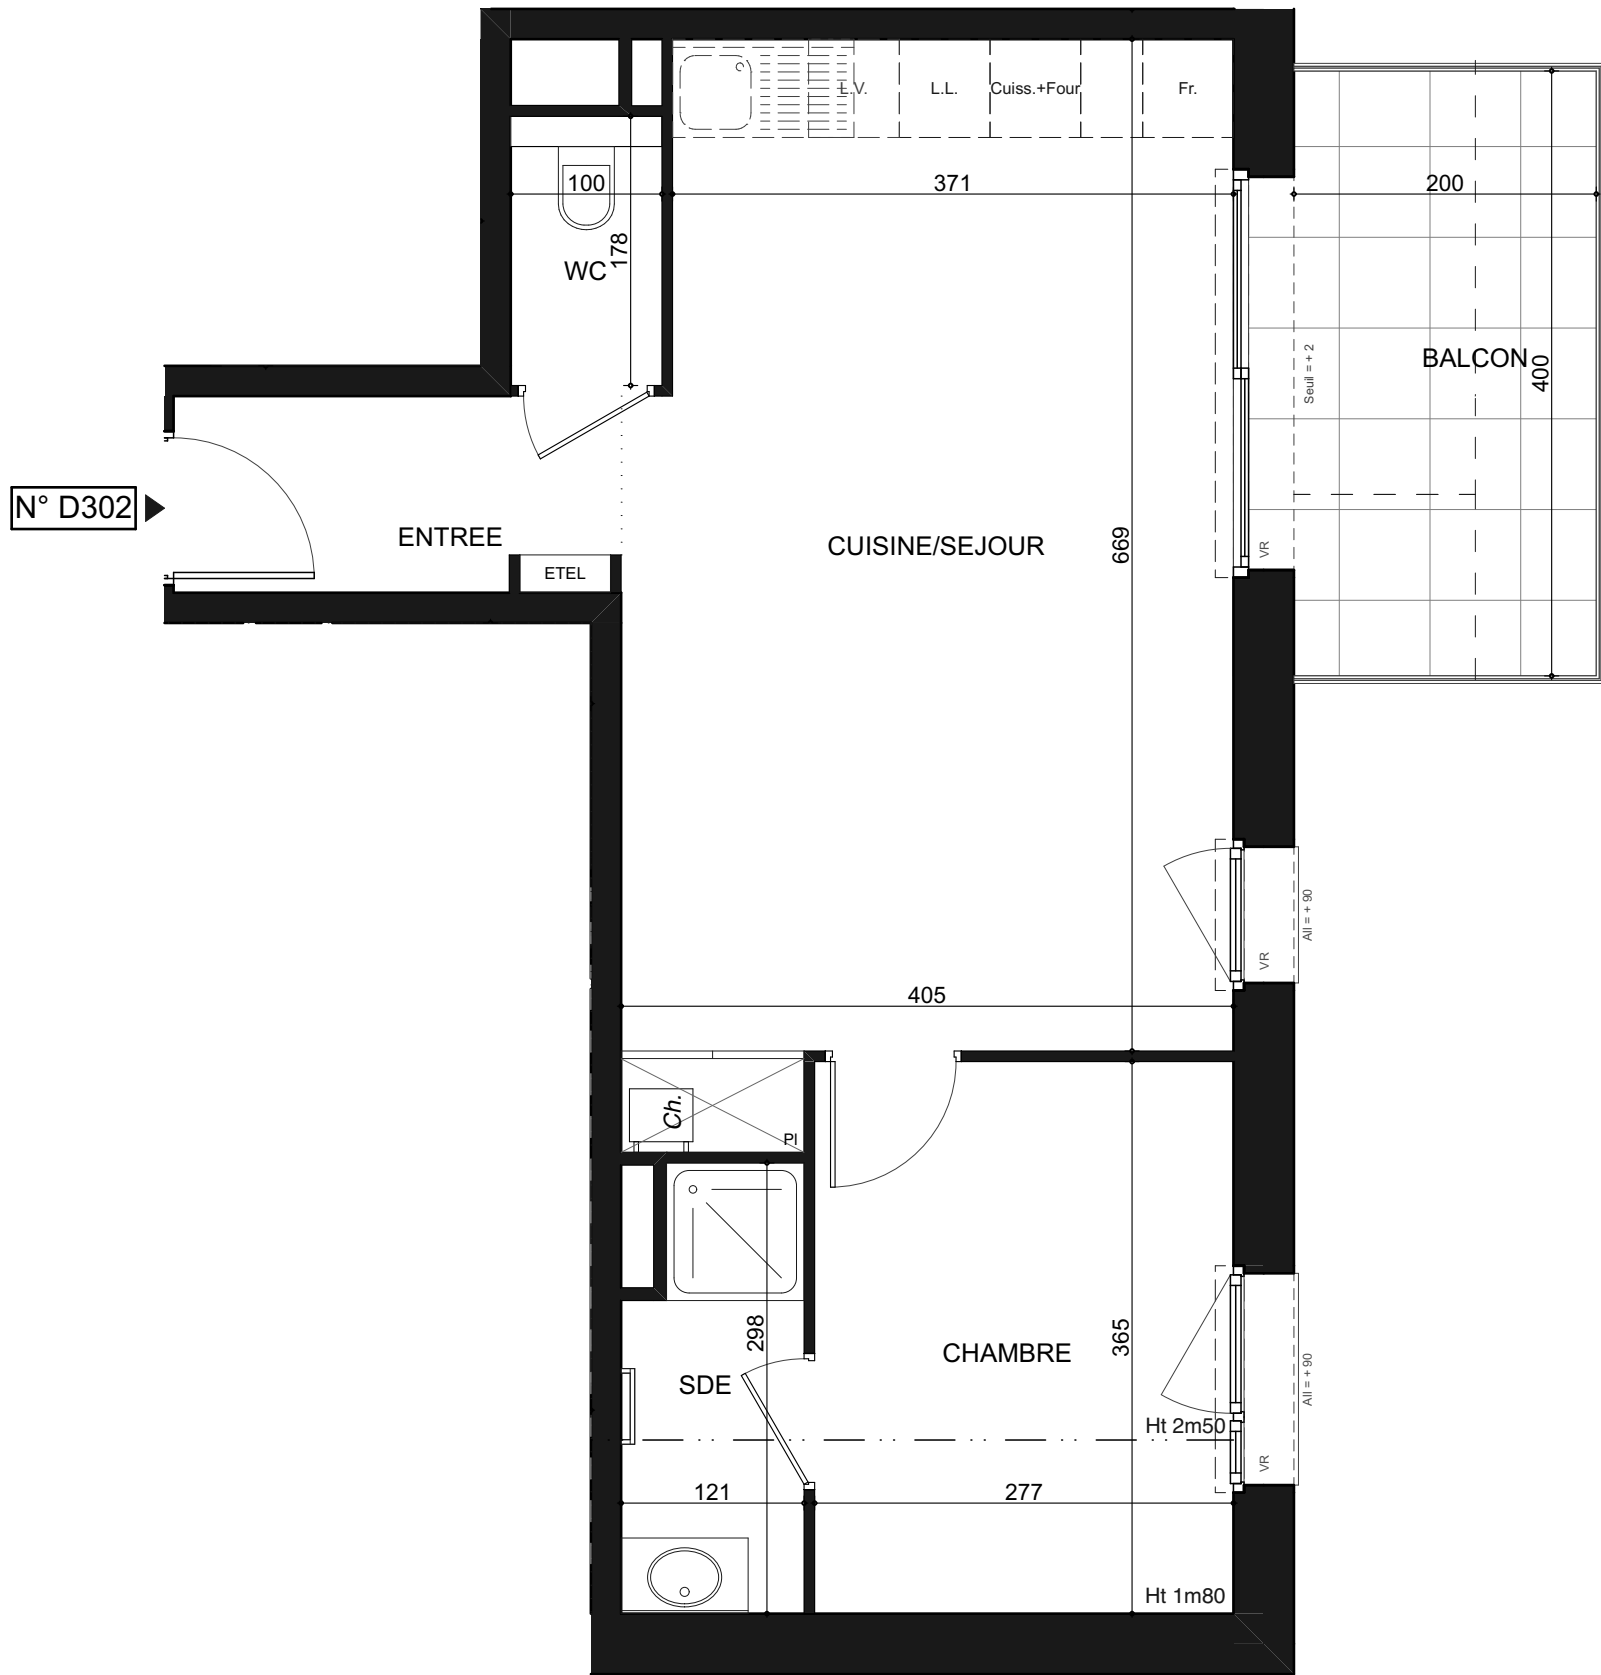 L.V.
L.L.
Cuiss.+Four
Fr.
100
371
200
178
WC
Seuil = + 2
BALCON
400
N° D302
ENTREE
CUISINE/SEJOUR
669
VR
ETEL
All = + 90
VR
405
Ch.
Pl
298
365
CHAMBRE
SDE
All = + 90
Ht 2m50
VR
121
277
Ht 1m80